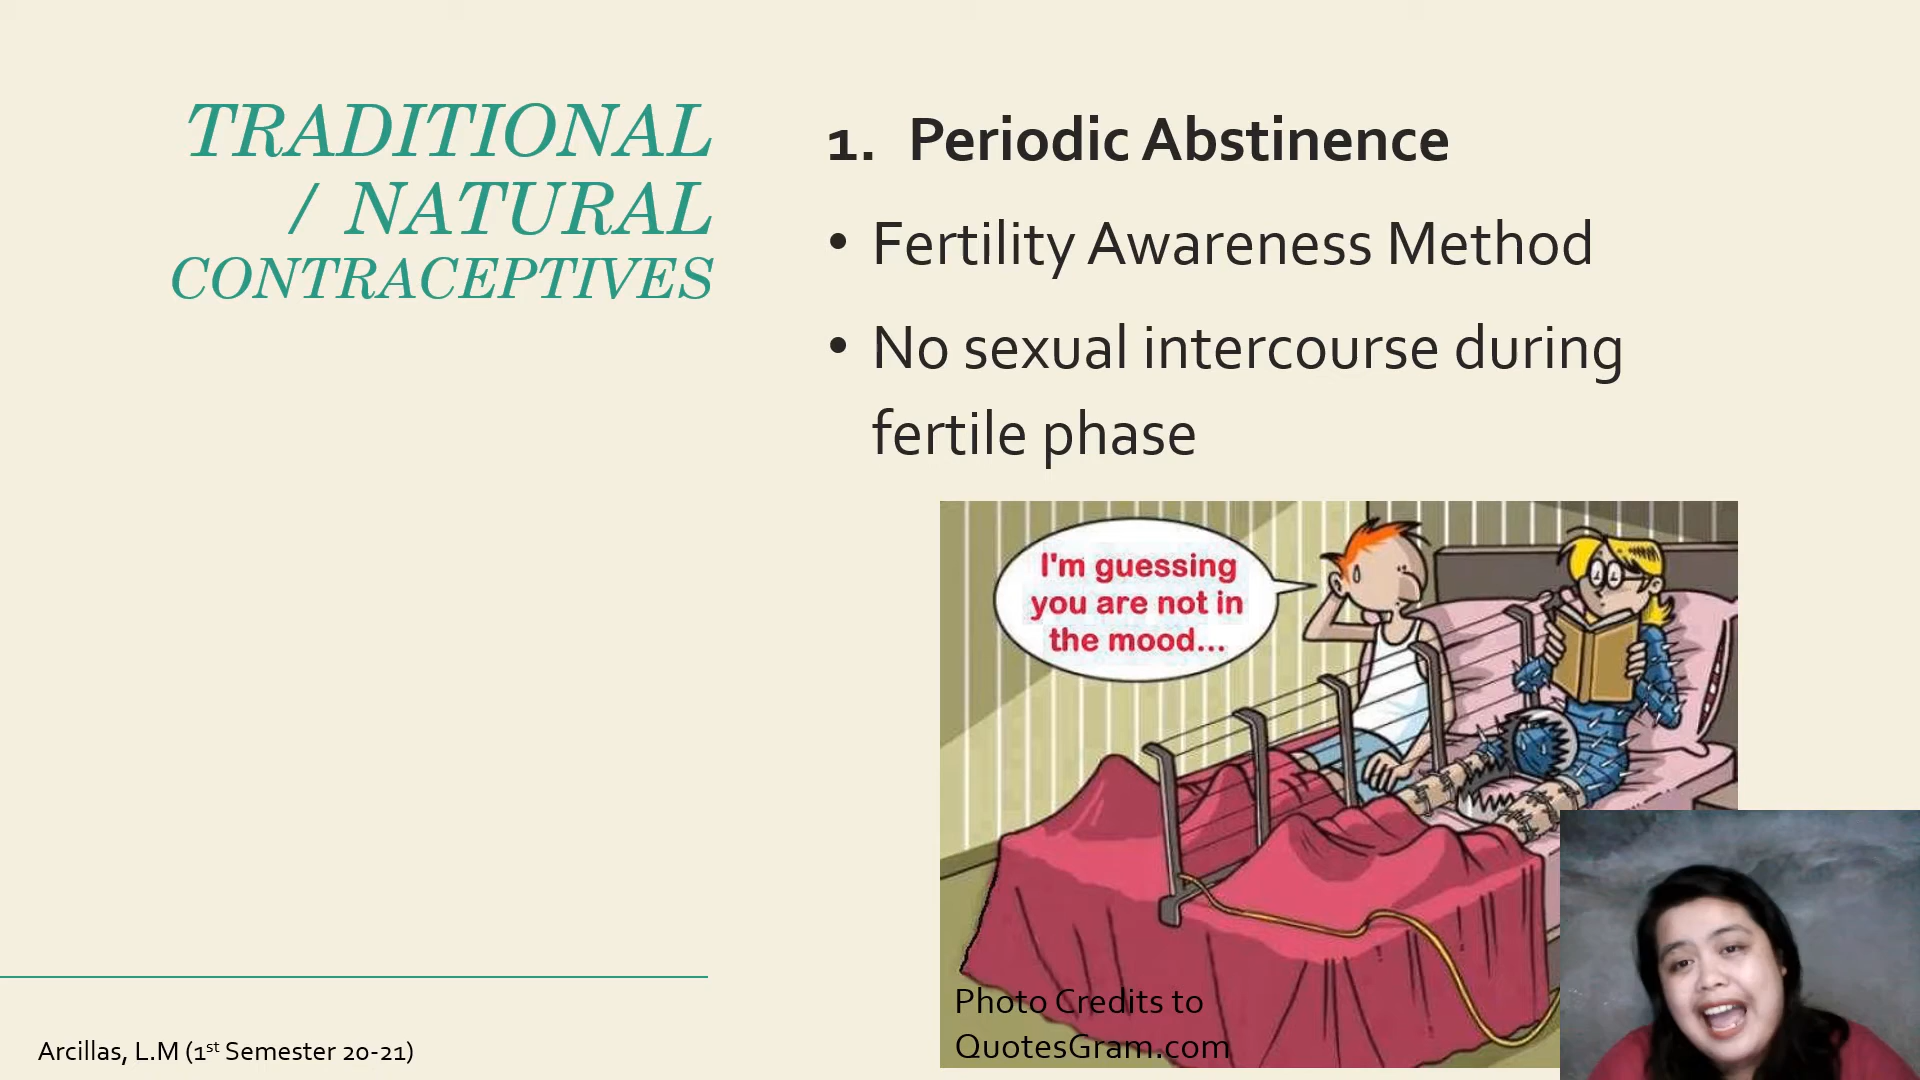 TRADITIONAL
/ NATURAL
CONTRACEPTIVES
1. Periodic Abstinence
• Fertility Awareness Method
• No sexual intercourse during
fertile phase
I'm guessing
you are not in
the mood...
Photo Credits to
QuotesGram.com
Arcillas, L.M (1st Semester 20-21)